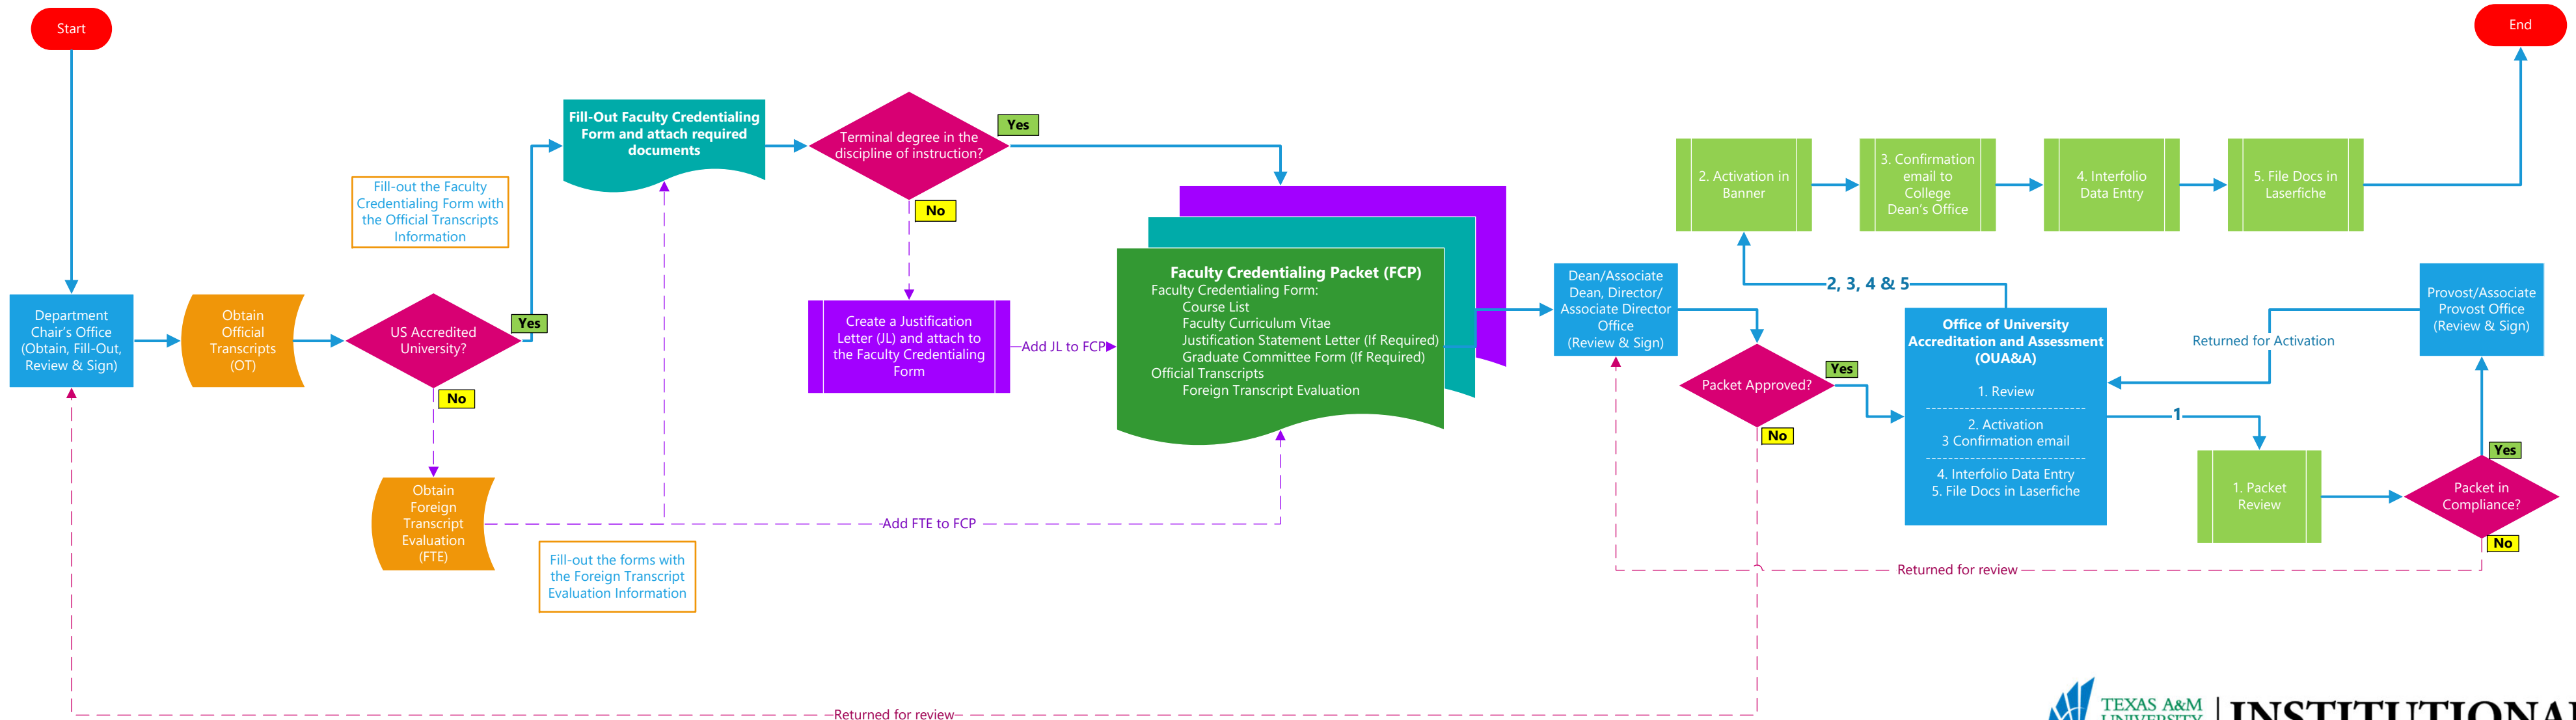 Start
End
Fill-Out Faculty Credentialing
Form and attach required
documents
Terminal degree in the
discipline of instruction?
Yes
No
Fill-out the Faculty
Credentialing Form with
the Official Transcripts
Information
Department
Chair's Office
(Obtain, Fill-Out,
Review & Sign)
Obtain
Official
Transcripts
(OT)
US Accredited
University?
Yes
No
Obtain
Foreign
Transcript
Evaluation
(FTE)
Fill-out the forms with
the Foreign Transcript
Evaluation Information
Add FTE to FCP
Create a Justification
Letter (JL) and attach to
the Faculty Credentialing
Form
Add JL to FCP
Faculty Credentialing Packet (FCP)
Faculty Credentialing Form:
Course List
Faculty Curriculum Vitae
Justification Statement Letter (If Required)
Graduate Committee Form (If Required)
Official Transcripts
Foreign Transcript Evaluation
Dean/Associate
Dean, Director/
Associate Director
Office
(Review & Sign)
Packet Approved?
Yes
No
Returned for review
2. Activation in
Banner
3. Confirmation
email to
College
Dean's Office
4. Interfolio
Data Entry
5. File Docs in
Laserfiche
2, 3, 4 & 5
Office of University
Accreditation and Assessment
(OUA&A)
1. Review
2. Activation
3 Confirmation email
4. Interfolio Data Entry
5. File Docs in Laserfiche
Returned for Activation
Provost/Associate
Provost Office
(Review & Sign)
1
1. Packet
Review
Packet in
Compliance?
Yes
No
Returned for review
TEXAS A&M
UNIVERSITY
INSTITUTIONAL